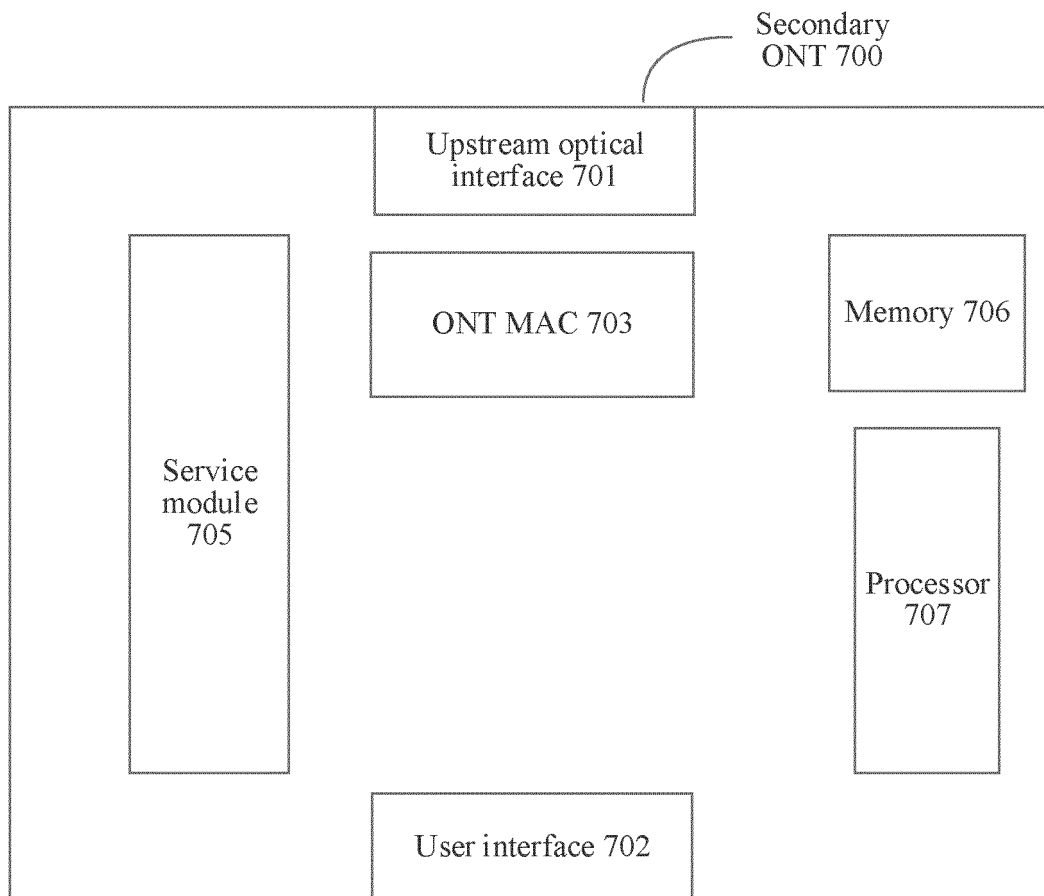 Secondary
ONT 700
Upstream optical
interface 701
ONT MAC 703
Memory 706
Service
module
705
Processor
707
User interface 702